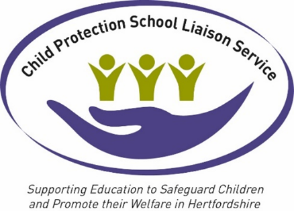 Child Protection School Liaison Service
Supporting Education to Safeguard Children
and Promote their Welfare in Hertfordshire